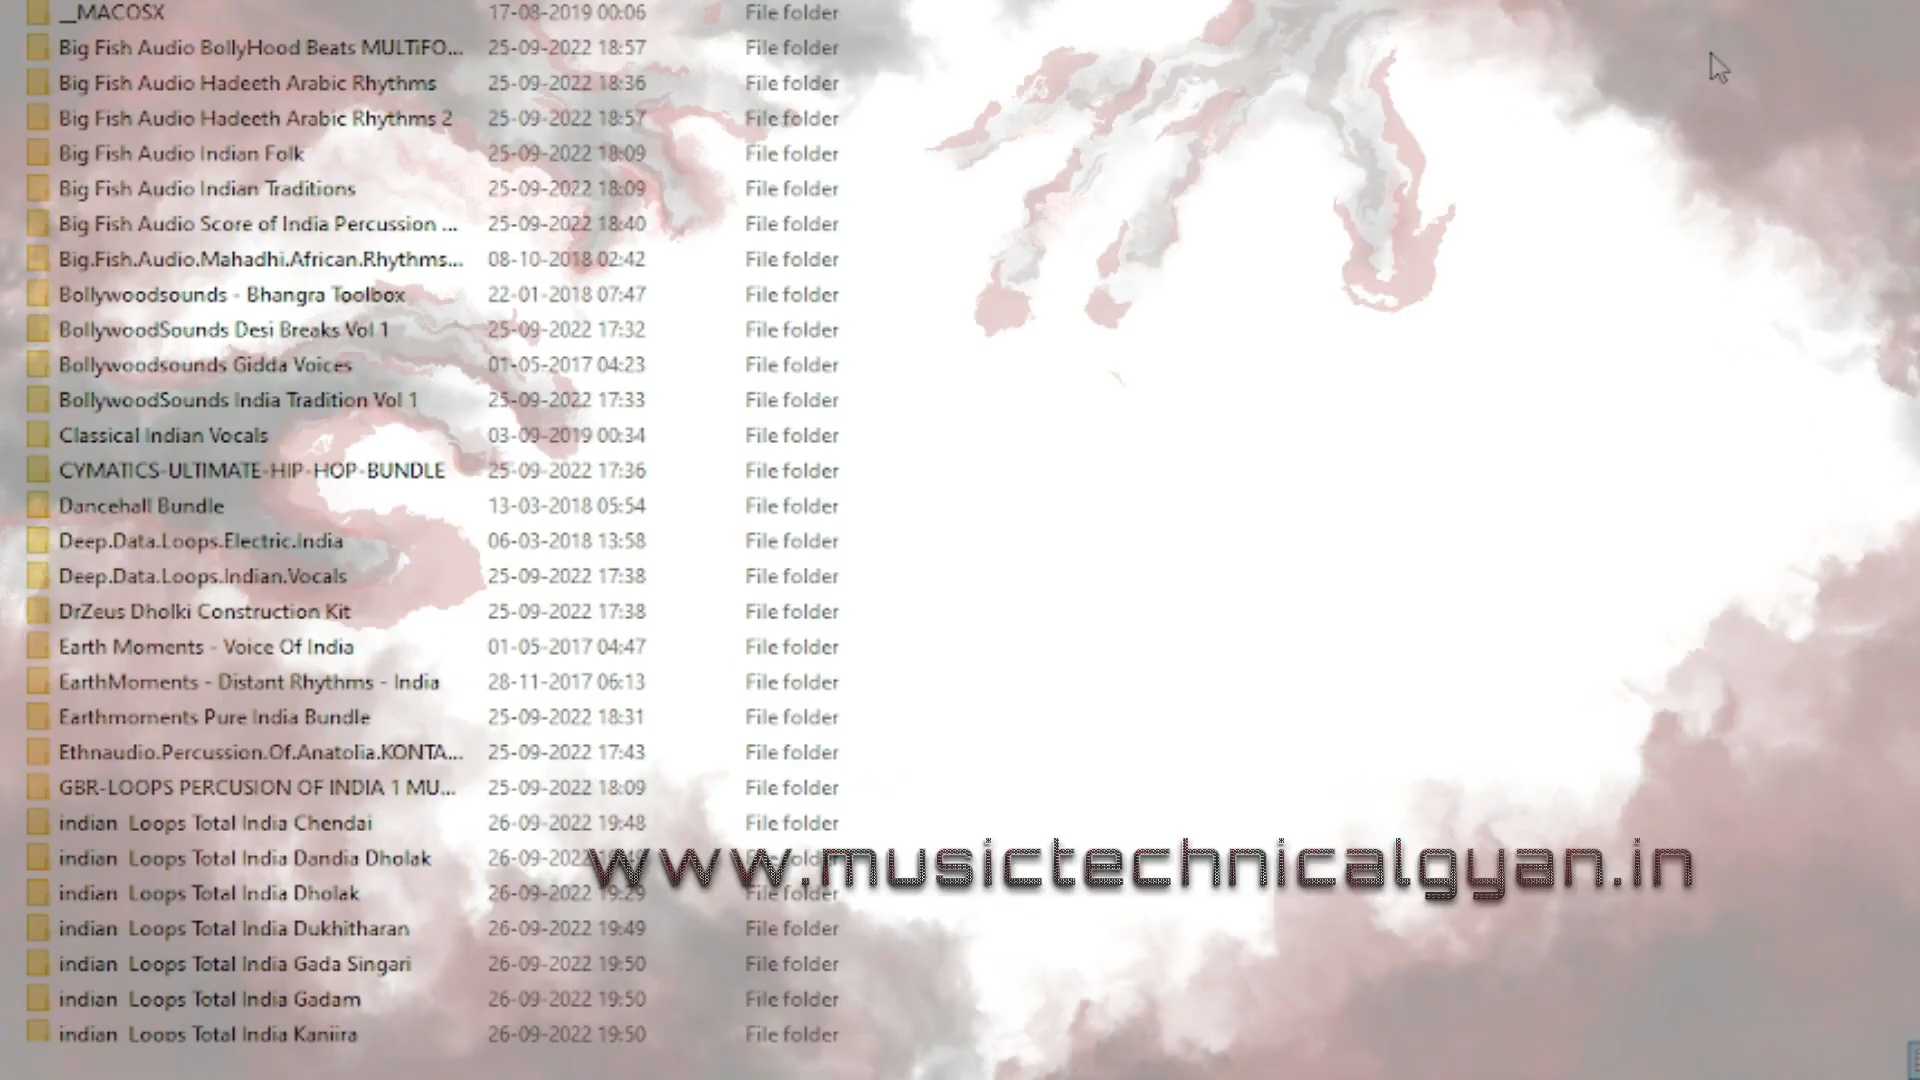 __MACOSX 17-08-2019 00:06 File folder
Big Fish Audio BollyHood Beats MULTiFO... 25-09-2022 18:57 File folder
Big Fish Audio Hadeeth Arabic Rhythms 25-09-2022 18:36 File folder
Big Fish Audio Hadeeth Arabic Rhythms 2 25-09-2022 18:57 File folder
Big Fish Audio Indian Folk 25-09-2022 18:09 File folder
Big Fish Audio Indian Traditions 25-09-2022 18:09 File folder
Big Fish Audio Score of India Percussion ... 25-09-2022 18:40 File folder
Big.Fish.Audio.Mahadhi.African.Rhythms... 08-10-2018 02:42 File folder
Bollywoodsounds - Bhangra Toolbox 22-01-2018 07:47 File folder
BollywoodSounds Desi Breaks Vol 1 25-09-2022 17:32 File folder
Bollywoodsounds Gidda Voices 01-05-2017 04:23 File folder
BollywoodSounds India Tradition Vol 1 25-09-2022 17:33 File folder
Classical Indian Vocals 03-09-2019 00:34 File folder
CYMATICS-ULTIMATE-HIP-HOP-BUNDLE 25-09-2022 17:36 File folder
Dancehall Bundle 13-03-2018 05:54 File folder
Deep.Data.Loops.Electric.India 06-03-2018 13:58 File folder
Deep.Data.Loops.Indian.Vocals 25-09-2022 17:38 File folder
DrZeus Dholki Construction Kit 25-09-2022 17:38 File folder
Earth Moments - Voice Of India 01-05-2017 04:47 File folder
EarthMoments - Distant Rhythms - India 28-11-2017 06:13 File folder
Earthmoments Pure India Bundle 25-09-2022 18:31 File folder
Ethnaudio.Percussion.Of.Anatolia.KONTA... 25-09-2022 17:43 File folder
GBR-LOOPS PERCUSION OF INDIA 1 MU... 25-09-2022 18:09 File folder
indian Loops Total India Chendai 26-09-2022 19:48 File folder
indian Loops Total India Dandia Dholak 26-09-2022
www.musictechnicalgyan.in
indian Loops Total India Dholak 26-09-2022 19:29 File folder
indian Loops Total India Dukhitharan 26-09-2022 19:49 File folder
indian Loops Total India Gada Singari 26-09-2022 19:50 File folder
indian Loops Total India Gadam 26-09-2022 19:50 File folder
indian Loops Total India Kanjira 26-09-2022 19:50 File folder